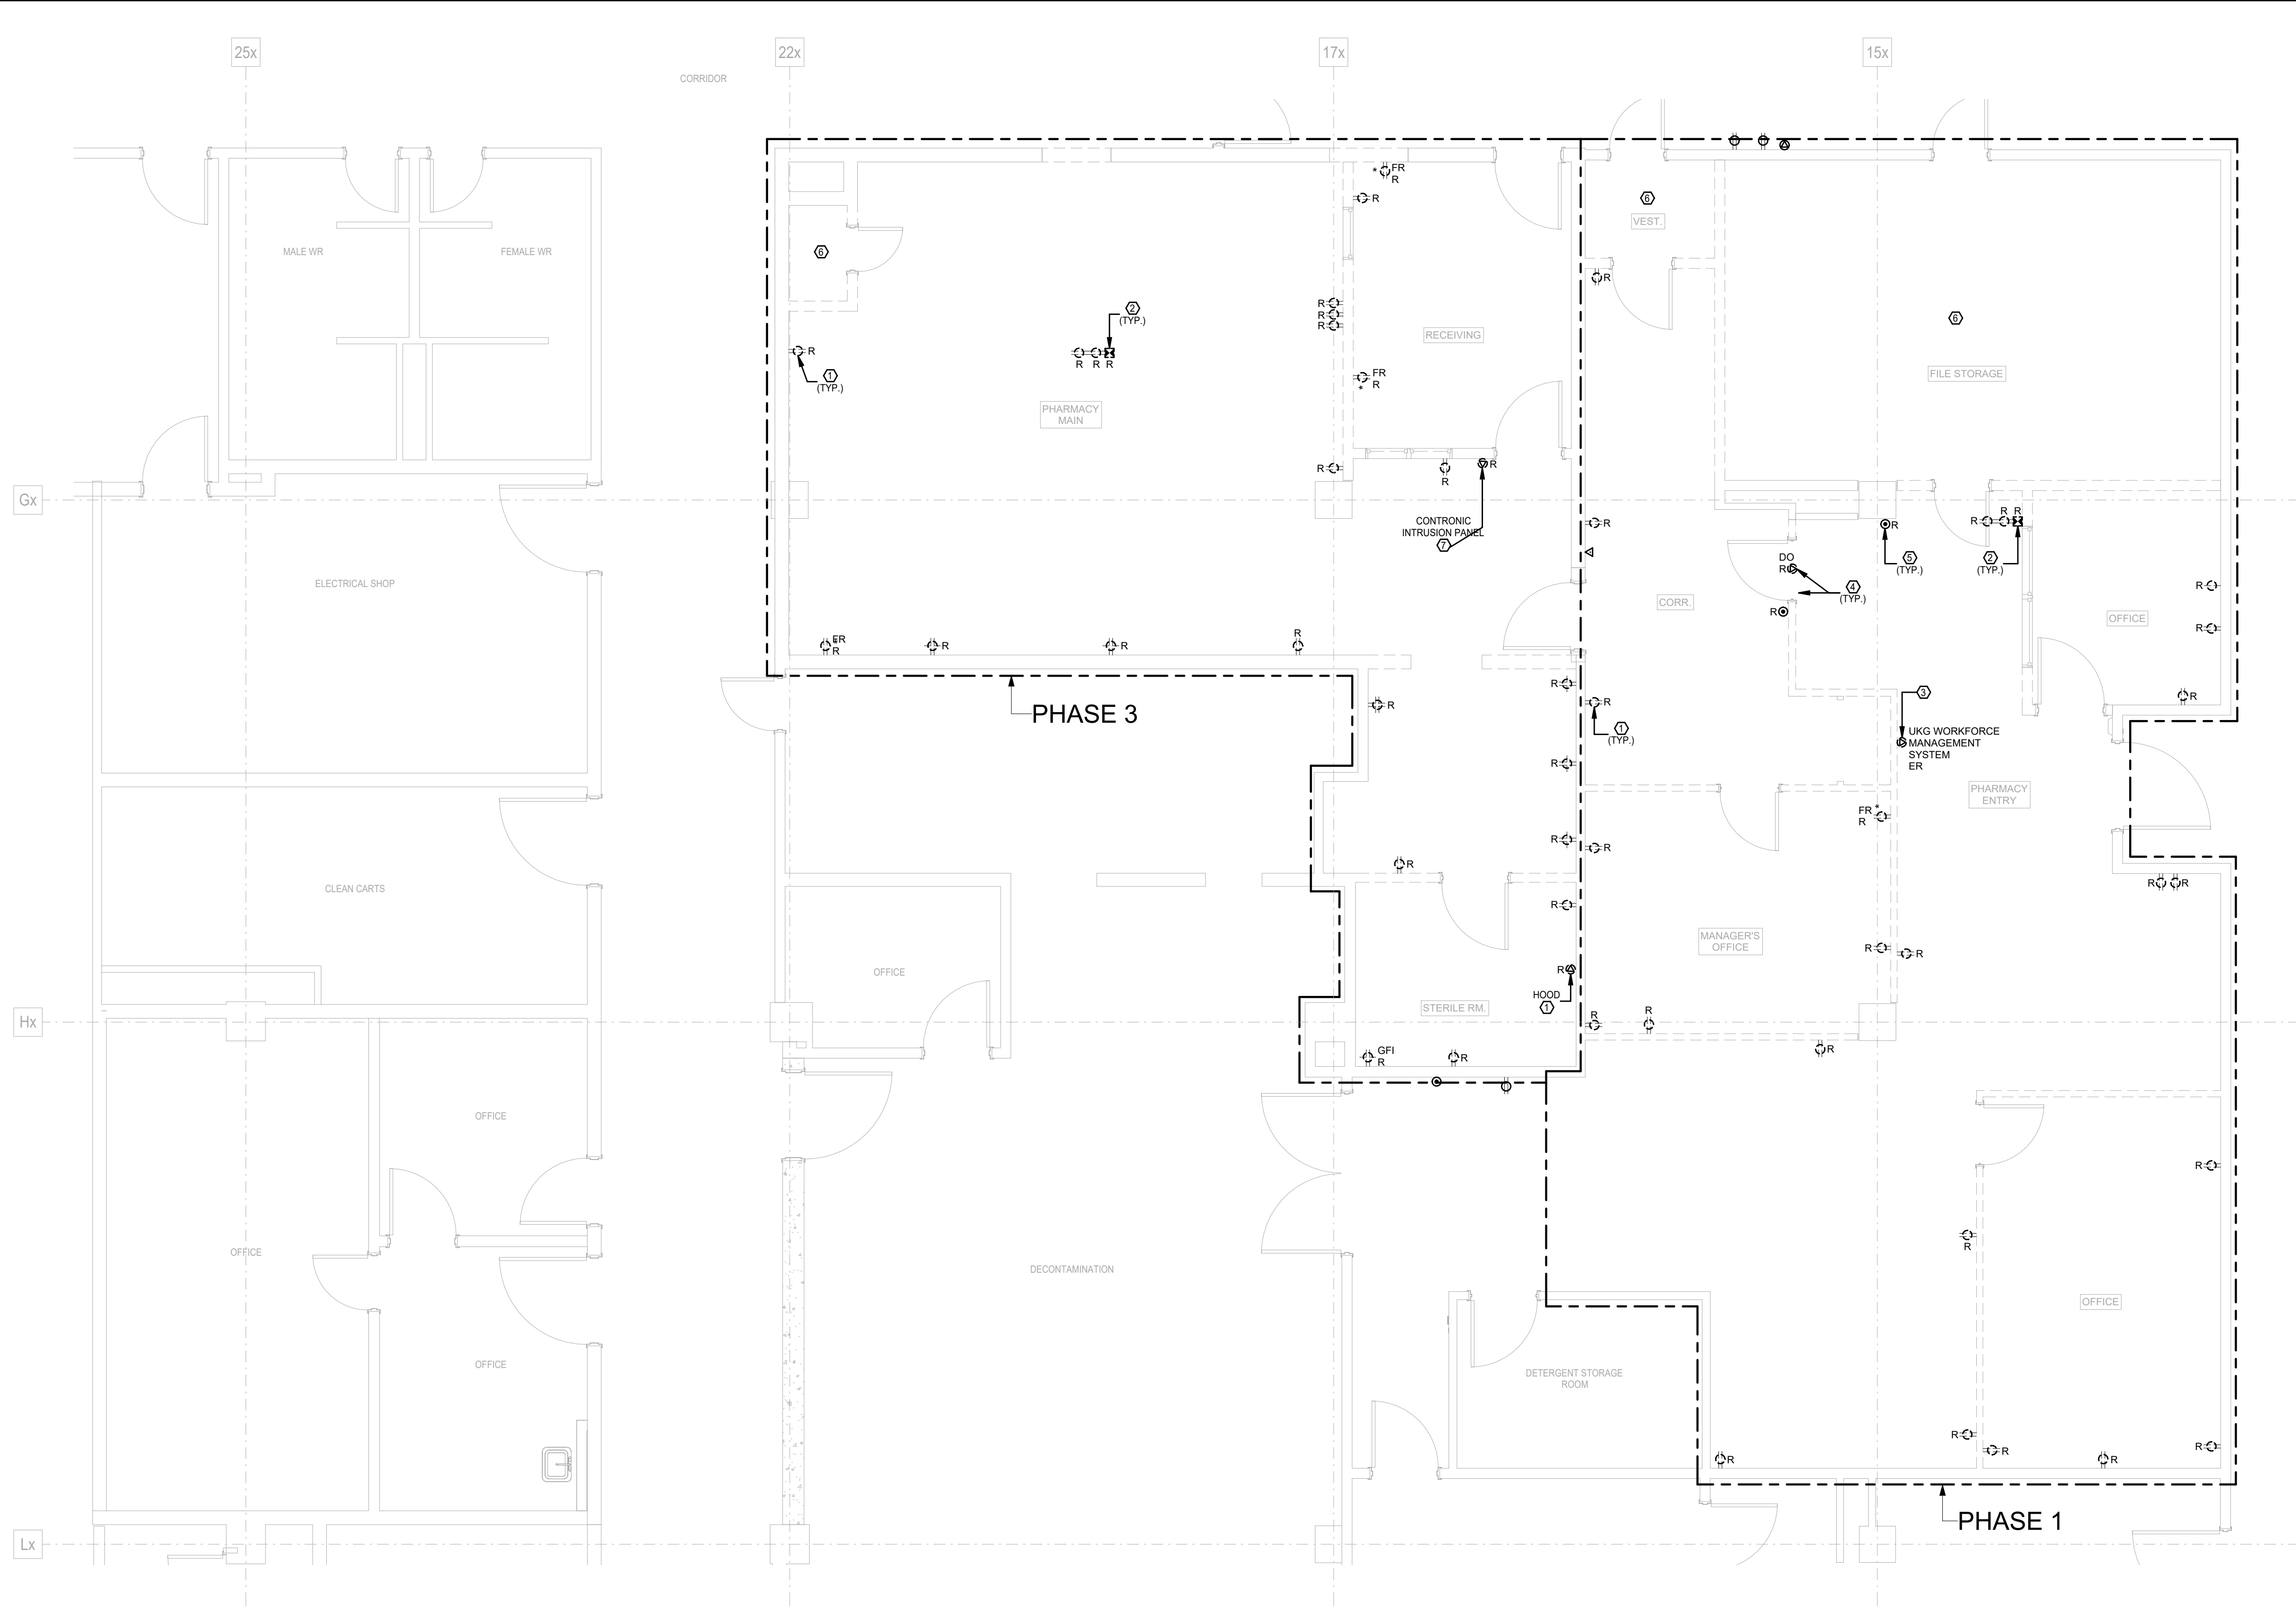 25x
22x
17x
15x
CORRIDOR
MALE WR
FEMALE WR
6
* FR
R
R
6
VEST.
R
2
(TYP.)
R
R
R
6
RECEIVING
R
R R R
1
(TYP.)
FR
R
*
FILE STORAGE
PHARMACY
MAIN
R
R
R
Gx
CONTRONIC
INTRUSION PANEL
7
R
R
5
(TYP.)
R
R R
2
(TYP.)
DO
R
4
(TYP.)
ELECTRICAL SHOP
CORR.
R
OFFICE
R
R
FR
R
R
R
R
R
R
R
1
(TYP.)
R
R
3
UKG WORKFORCE
MANAGEMENT
SYSTEM
ER
PHASE 3
R
PHARMACY
ENTRY
FR *
R
R
R
R
CLEAN CARTS
R
R
R
R
MANAGER'S
OFFICE
R
R
OFFICE
R
HOOD
1
STERILE RM.
Hx
R
R
GFI
R
R
R
OFFICE
R
R
OFFICE
DECONTAMINATION
OFFICE
OFFICE
DETERGENT STORAGE
ROOM
R
R
R
R
R
PHASE 1
Lx